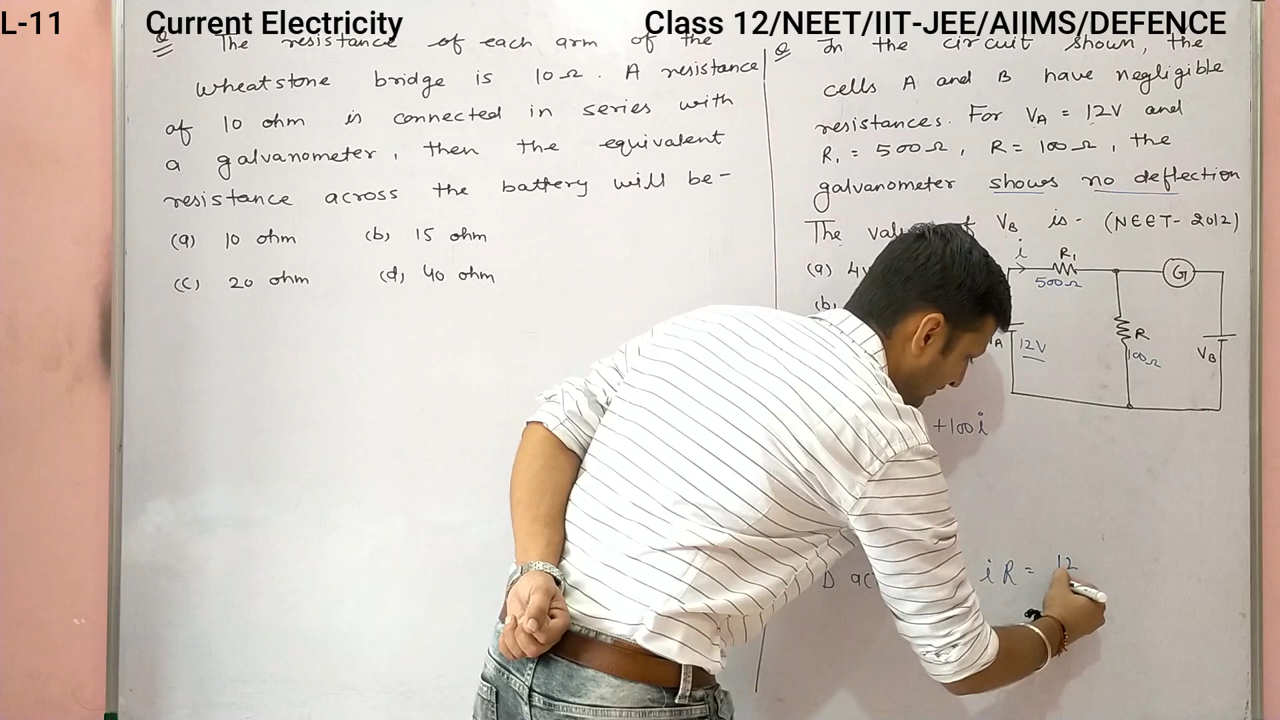 L-11 Current Electricity Class 12/NEET/IIT-JEE/AIIMS/DEFENCE
Q The resistance of each arm of the
wheatstone bridge is 10Ω. A resistance
of 10 ohm is connected in series with
a galvanometer, then the equivalent
resistance across the battery will be-
(a) 10 ohm (b) 15 ohm
(c) 20 ohm (d) 40 ohm
Q In the circuit shown, the
cells A and B have negligible
resistances. For VA = 12V and
R1 = 500Ω, R = 100Ω, the
galvanometer shows no deflection
The VB is - (NEET-2012)
(a)
(b)
i R1
500Ω
G
12V
R
100Ω
VB
+100i
iR = 12